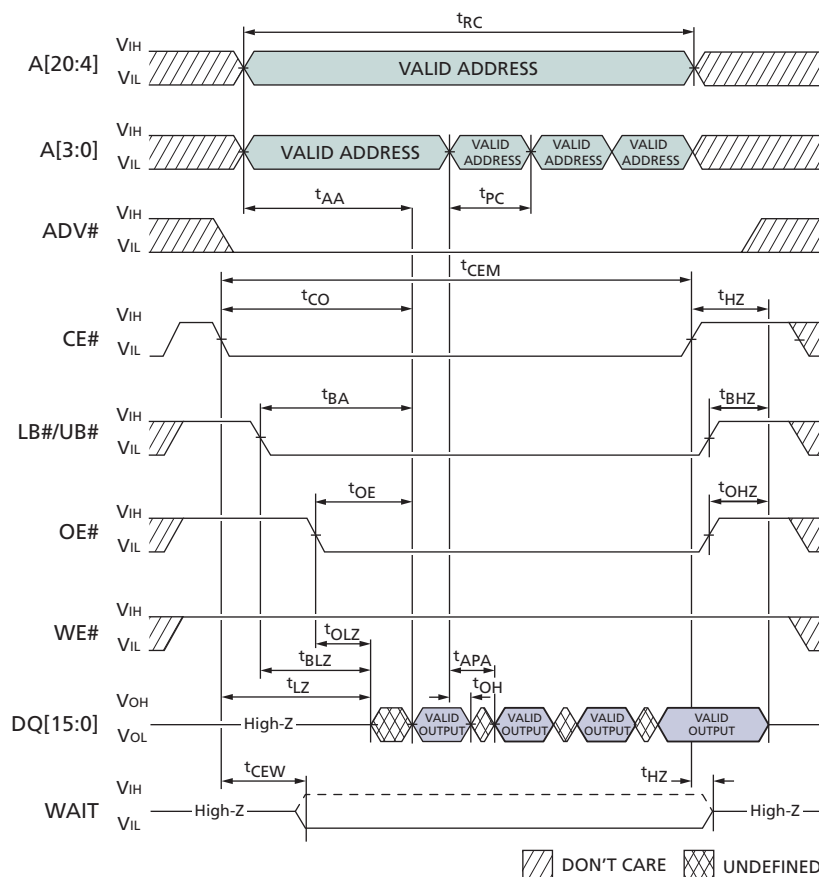 tRC
VIH
A[20:4]
VIL
VALID ADDRESS
VIH
A[3:0]
VIL
VALID ADDRESS
VALID ADDRESS
VALID ADDRESS
VALID ADDRESS
tAA
tPC
VIH
ADV#
VIL
tCEM
tCO
tHZ
VIH
CE#
VIL
tBA
tBHZ
VIH
LB#/UB#
VIL
tOE
tOHZ
VIH
OE#
VIL
VIH
WE#
VIL
tOLZ
tBLZ
tAPA
tLZ
tOH
VOH
DQ[15:0]
VOL
High-Z
VALID OUTPUT
VALID OUTPUT
VALID OUTPUT
VALID OUTPUT
tCEW
tHZ
VIH
WAIT
VIL
High-Z
High-Z
DON'T CARE
UNDEFINED